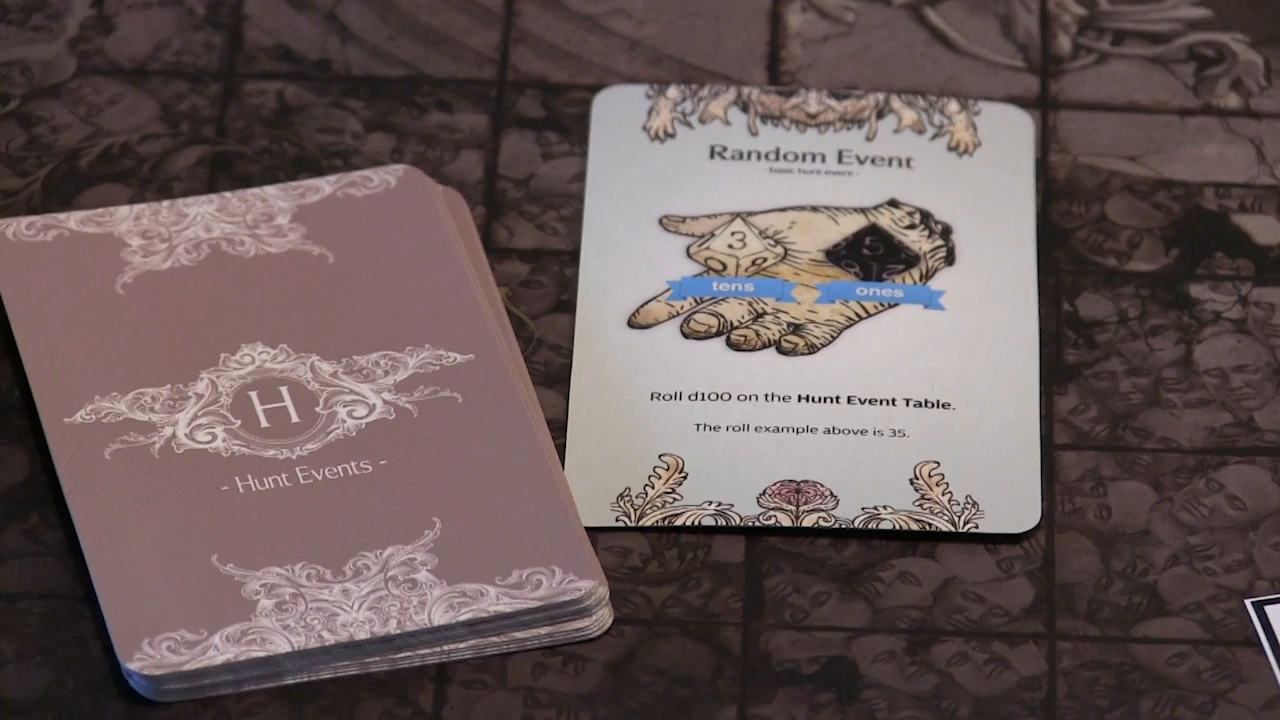 H
- Hunt Events -
Random Event
- basic hunt event -
3
5
tens
ones
Roll d100 on the Hunt Event Table.
The roll example above is 35.